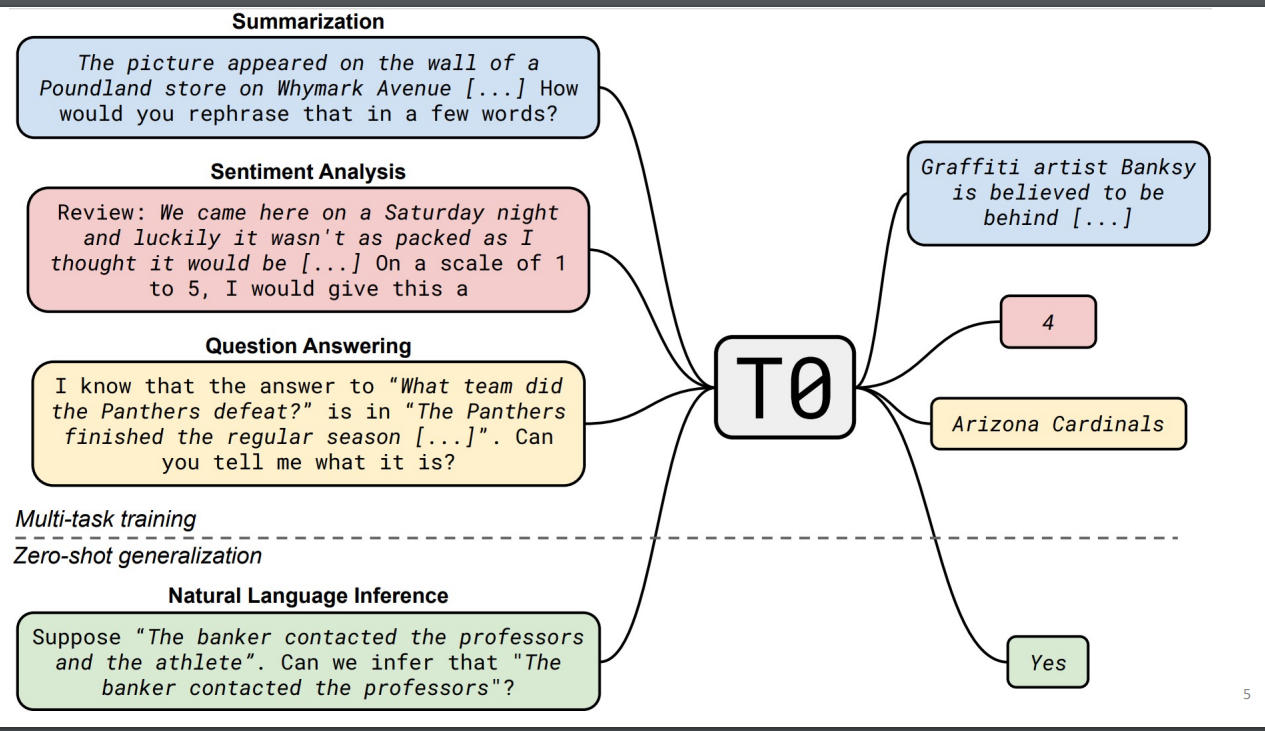 Summarization
The picture appeared on the wall of a
Poundland store on Whymark Avenue [...] How
would you rephrase that in a few words?
Sentiment Analysis
Review: We came here on a Saturday night
and luckily it wasn't as packed as I
thought it would be [...] On a scale of 1
to 5, I would give this a
Question Answering
I know that the answer to “What team did
the Panthers defeat?” is in “The Panthers
finished the regular season [...]”. Can
you tell me what it is?
Multi-task training
Zero-shot generalization
Natural Language Inference
Suppose “The banker contacted the professors
and the athlete”. Can we infer that "The
banker contacted the professors"?
T0
Graffiti artist Banksy
is believed to be
behind [...]
4
Arizona Cardinals
Yes
5